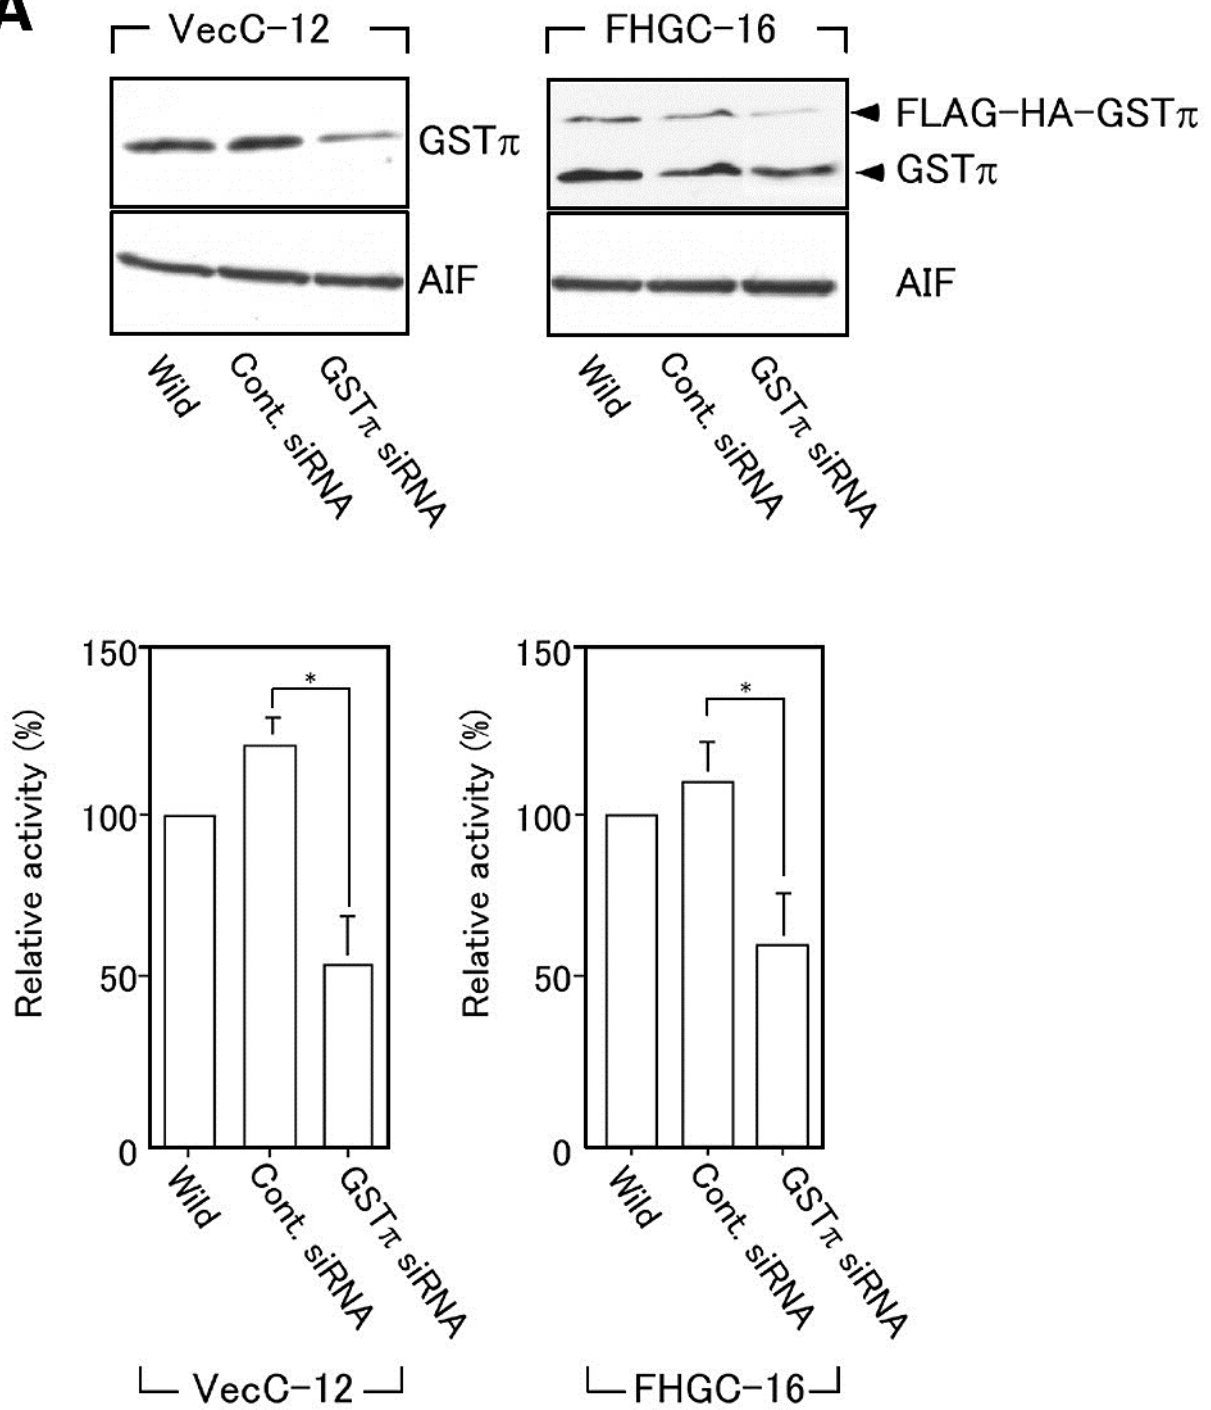 A
VecC-12
FHGC-16
GSTπ
FLAG-HA-GSTπ
GSTπ
AIF
AIF
Wild
Cont. siRNA
GSTπ siRNA
Wild
Cont. siRNA
GSTπ siRNA
Relative activity (%)
150
100
50
0
*
Wild
Cont. siRNA
GSTπ siRNA
VecC-12
Relative activity (%)
150
100
50
0
*
Wild
Cont. siRNA
GSTπ siRNA
FHGC-16